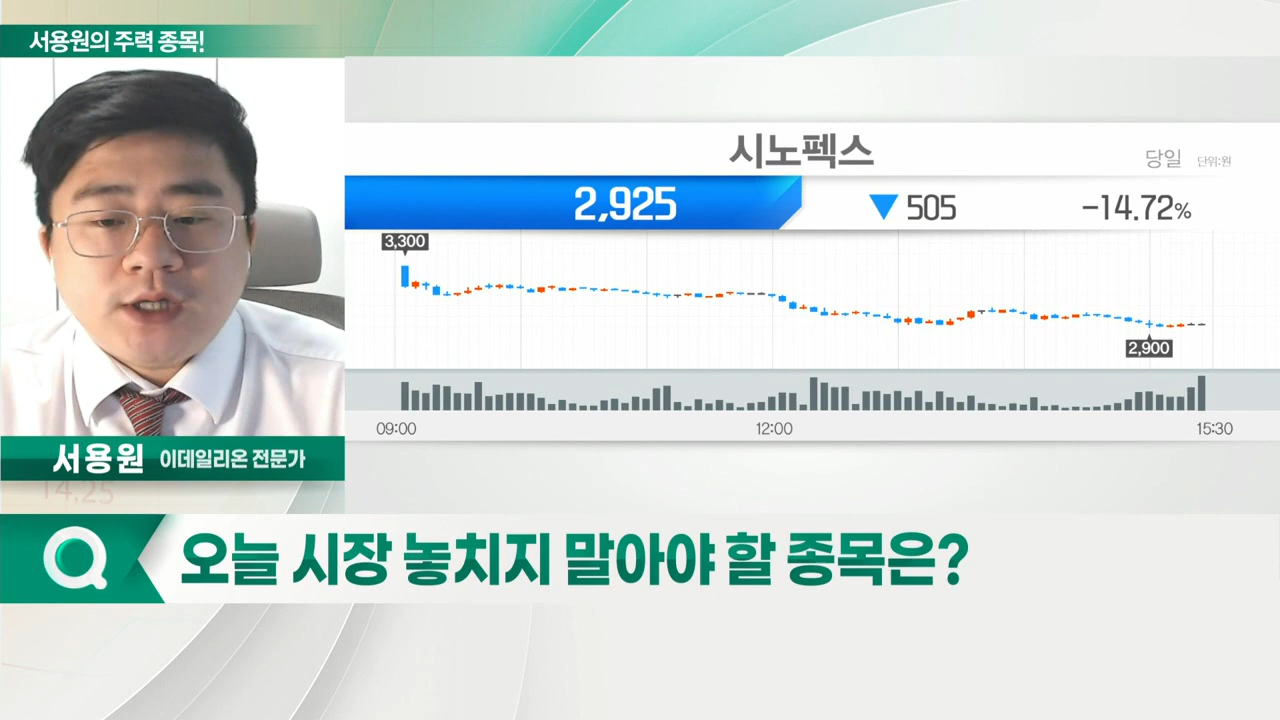 서용원의 주력 종목!
시노펙스
당일 단위:원
2,925 ▼ 505 -14.72%
3,300
2,900
09:00 12:00 15:30
서용원 이데일리온 전문가
14.25
Q 오늘 시장 놓치지 말아야 할 종목은?